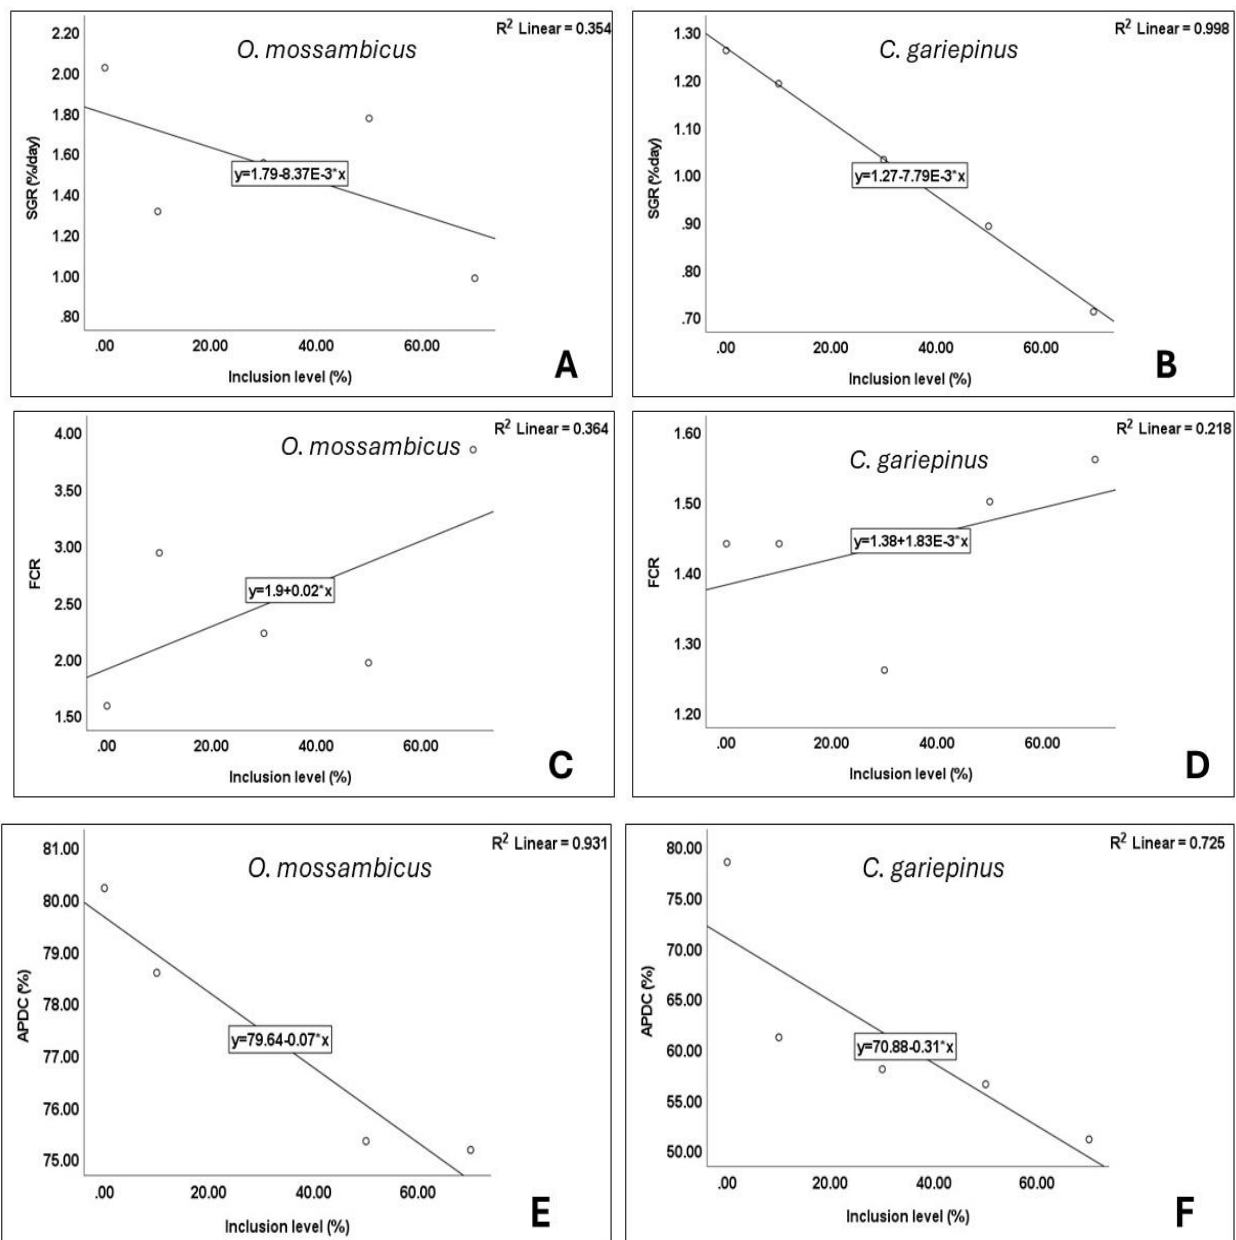 R² Linear = 0.354
O. mossambicus
2.20
2.00
1.80
1.60
1.40
1.20
1.00
.80
SGR (%/day)
y=1.79-8.37E-3*x
.00 20.00 40.00 60.00
Inclusion level (%)
A
R² Linear = 0.998
C. gariepinus
1.30
1.20
1.10
1.00
.90
.80
.70
SGR (%day)
y=1.27-7.79E-3*x
.00 20.00 40.00 60.00
Inclusion level (%)
B
R² Linear = 0.364
O. mossambicus
4.00
3.50
3.00
2.50
2.00
1.50
FCR
y=1.9+0.02*x
.00 20.00 40.00 60.00
Inclusion level (%)
C
R² Linear = 0.218
C. gariepinus
1.60
1.50
1.40
1.30
1.20
FCR
y=1.38+1.83E-3*x
.00 20.00 40.00 60.00
Inclusion level (%)
D
R² Linear = 0.931
O. mossambicus
81.00
80.00
79.00
78.00
77.00
76.00
75.00
APDC (%)
y=79.64-0.07*x
.00 20.00 40.00 60.00
Inclusion level (%)
E
R² Linear = 0.725
C. gariepinus
80.00
75.00
70.00
65.00
60.00
55.00
50.00
APDC (%)
y=70.88-0.31*x
.00 20.00 40.00 60.00
Inclusion level (%)
F